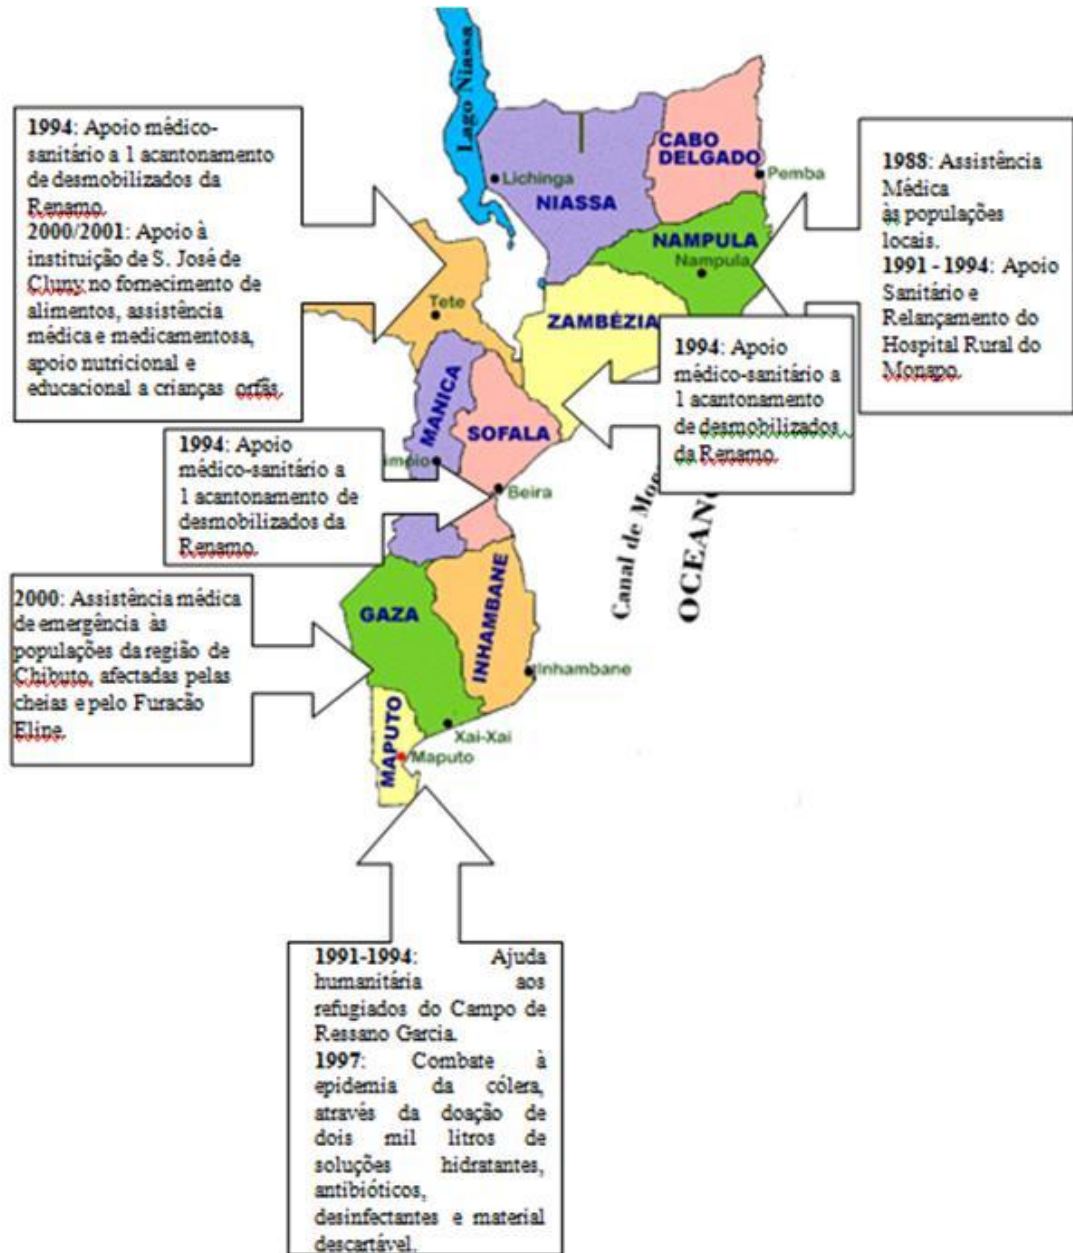 Lago Niassa
CABO
DELGADO
Pemba
Lichinga
NIASSA
NAMPULA
Nampula
Tete
ZAMBÉZIA
MANICA
SOFALA
impio
Beira
Canal de Moç
OCEANO
GAZA
INHAMBANE
Inhambane
Xai-Xai
MAPUTO
Maputo
1994: Apoio médico-
sanitário a 1 acantonamento
de desmobilizados da
Renamo.
2000/2001: Apoio à
instituição de S. José de
Cluny no fornecimento de
alimentos, assistência
médica e medicamentosa,
apoio nutricional e
educacional a crianças orfãs.
1988: Assistência
Médica
às populações
locais.
1991 - 1994: Apoio
Sanitário e
Relançamento do
Hospital Rural do
Monapo.
1994: Apoio
médico-sanitário a
1 acantonamento
de desmobilizados
da Renamo.
1994: Apoio
médico-sanitário a
1 acantonamento de
desmobilizados da
Renamo.
2000: Assistência médica
de emergência às
populações da região de
Chibuto, afectadas pelas
cheias e pelo Furacão
Eline.
1991-1994: Ajuda
humanitária aos
refugiados do Campo de
Ressano Garcia.
1997: Combate à
epidemia da cólera,
através da doação de
dois mil litros de
soluções hidratantes,
antibióticos,
desinfectantes e material
descartável.